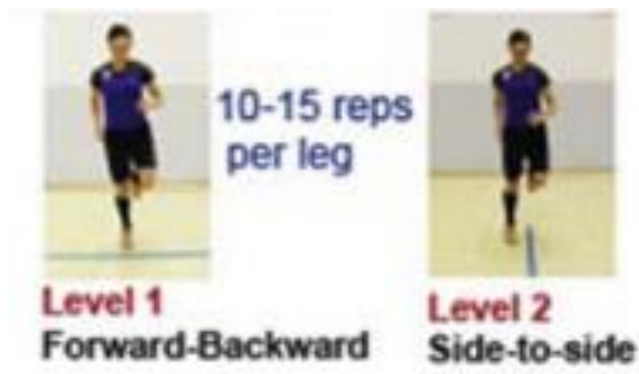 10-15 reps
per leg
Level 1
Forward-Backward
Level 2
Side-to-side